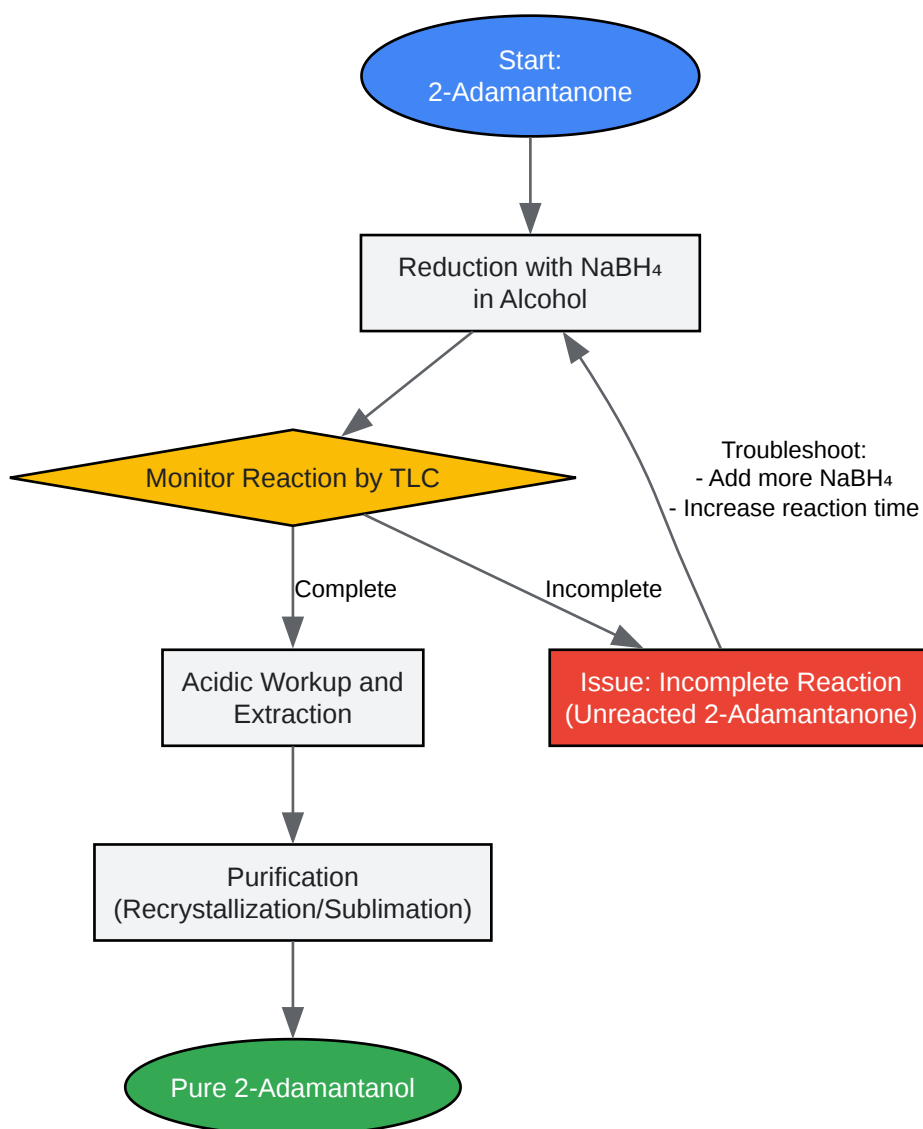 Start:
2-Adamantanone
Reduction with NaBH₄
in Alcohol
Monitor Reaction by TLC
Troubleshoot:
- Add more NaBH₄
- Increase reaction time
Complete
Incomplete
Acidic Workup and
Extraction
Issue: Incomplete Reaction
(Unreacted 2-Adamantanone)
Purification
(Recrystallization/Sublimation)
Pure 2-Adamantanol